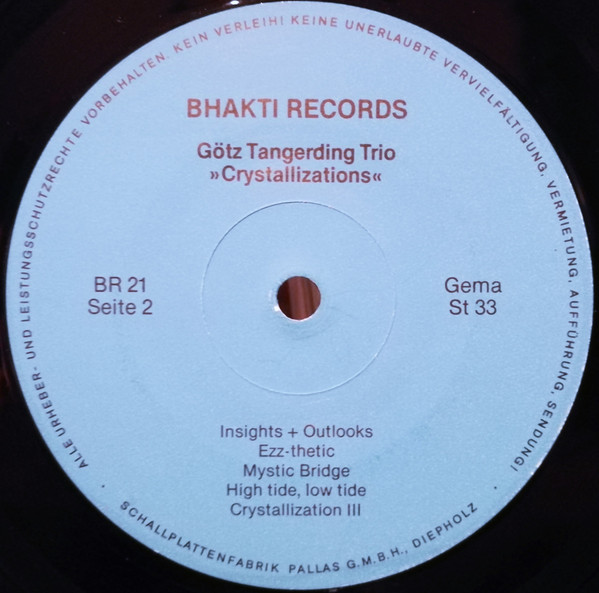 ALLE URHEBER- UND LEISTUNGSSCHUTZRECHTE VORBEHALTEN. KEIN VERLEIH! KEINE UNERLAUBTE VERVIELFÄLTIGUNG, VERMIETUNG, AUFFÜHRUNG, SENDUNG!
BHAKTI RECORDS
Götz Tangerding Trio
»Crystallizations«
BR 21
Seite 2
Gema
St 33
Insights + Outlooks
Ezz-thetic
Mystic Bridge
High tide, low tide
Crystallization III
· SCHALLPLATTENFABRIK PALLAS G.M.B.H., DIEPHOLZ ·